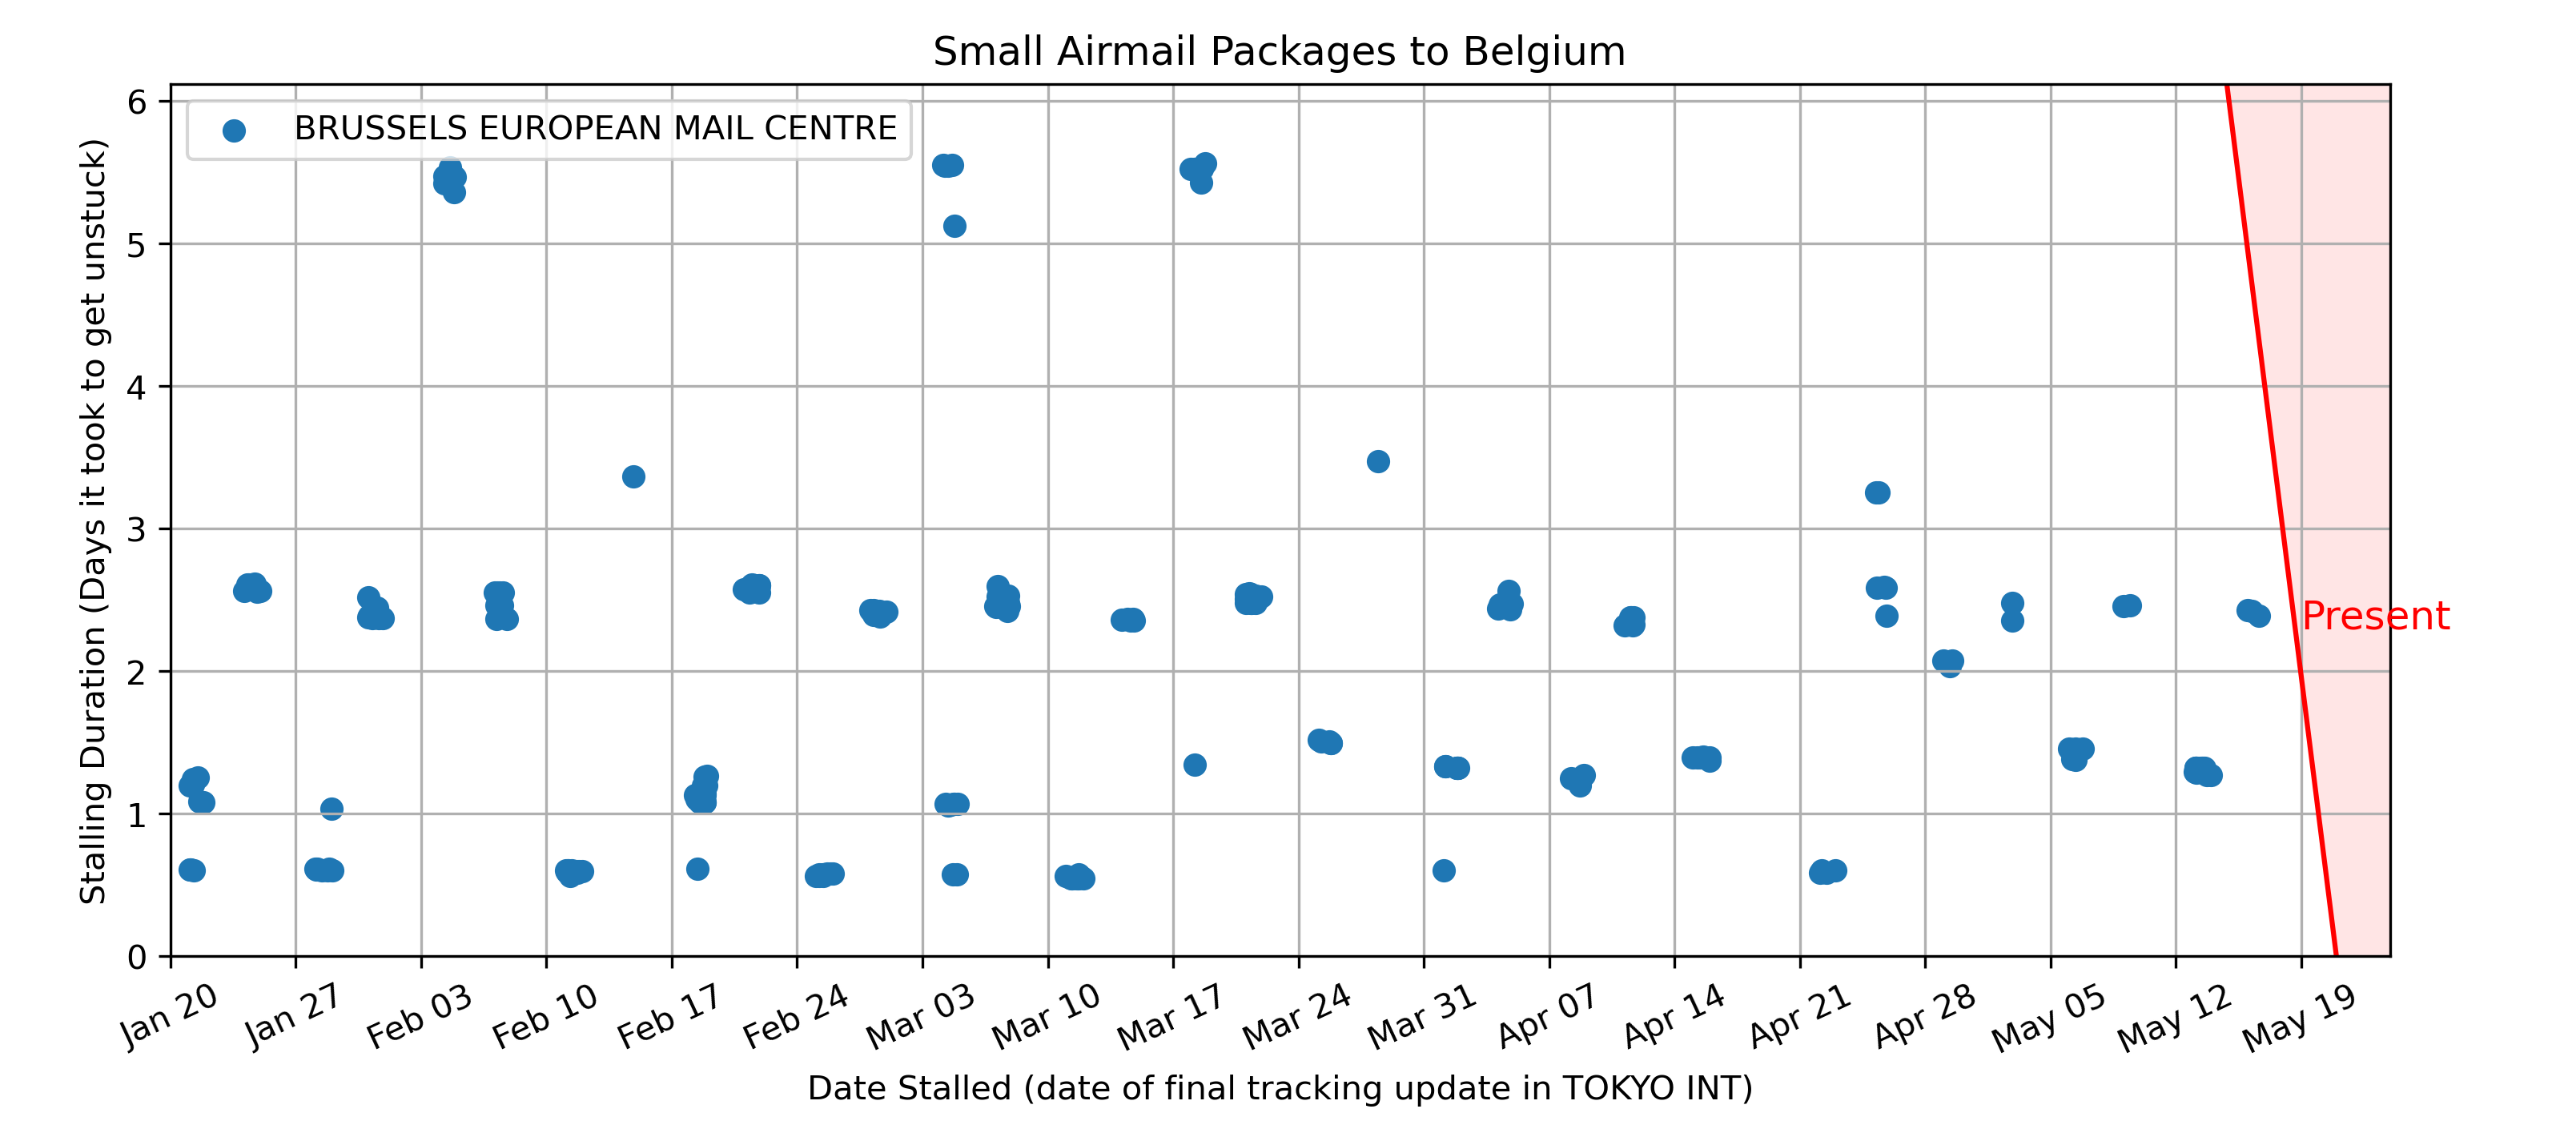 Small Airmail Packages to Belgium
BRUSSELS EUROPEAN MAIL CENTRE
Stalling Duration (Days it took to get unstuck)
6
5
4
3
2
1
0
Present
Jan 20
Jan 27
Feb 03
Feb 10
Feb 17
Feb 24
Mar 03
Mar 10
Mar 17
Mar 24
Mar 31
Apr 07
Apr 14
Apr 21
Apr 28
May 05
May 12
May 19
Date Stalled (date of final tracking update in TOKYO INT)